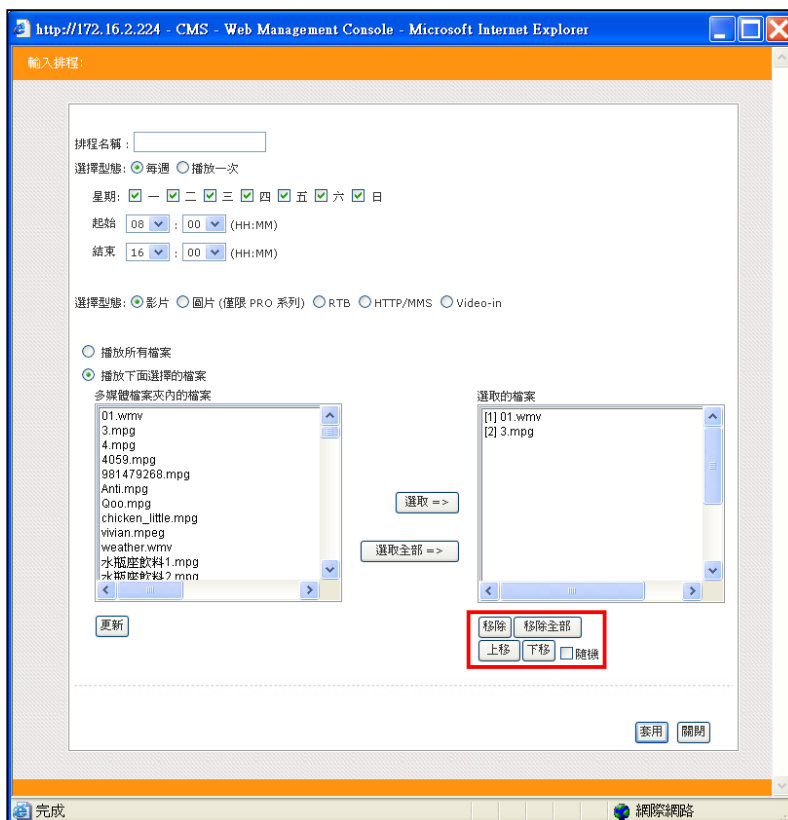 http://172.16.2.224 - CMS - Web Management Console - Microsoft Internet Explorer
輸入排程:
排程名稱 :
選擇型態: 每週 播放一次
星期: 一 二 三 四 五 六 日
起始 08 : 00 (HH:MM)
結束 16 : 00 (HH:MM)
選擇型態: 影片 圖片 (僅限 PRO 系列) RTB HTTP/MMS Video-in
播放所有檔案
播放下面選擇的檔案
多媒體檔案夾內的檔案
01.wmv
3.mpg
4.mpg
4059.mpg
981479268.mpg
Anti.mpg
Qoo.mpg
chicken_little.mpg
vivian.mpeg
weather.wmv
水瓶座飲料1.mpg
水瓶座飲料2.mpg
更新
選取 =>
選取全部 =>
選取的檔案
[1] 01.wmv
[2] 3.mpg
移除 移除全部
上移 下移 隨機
套用 關閉
完成 網際網路